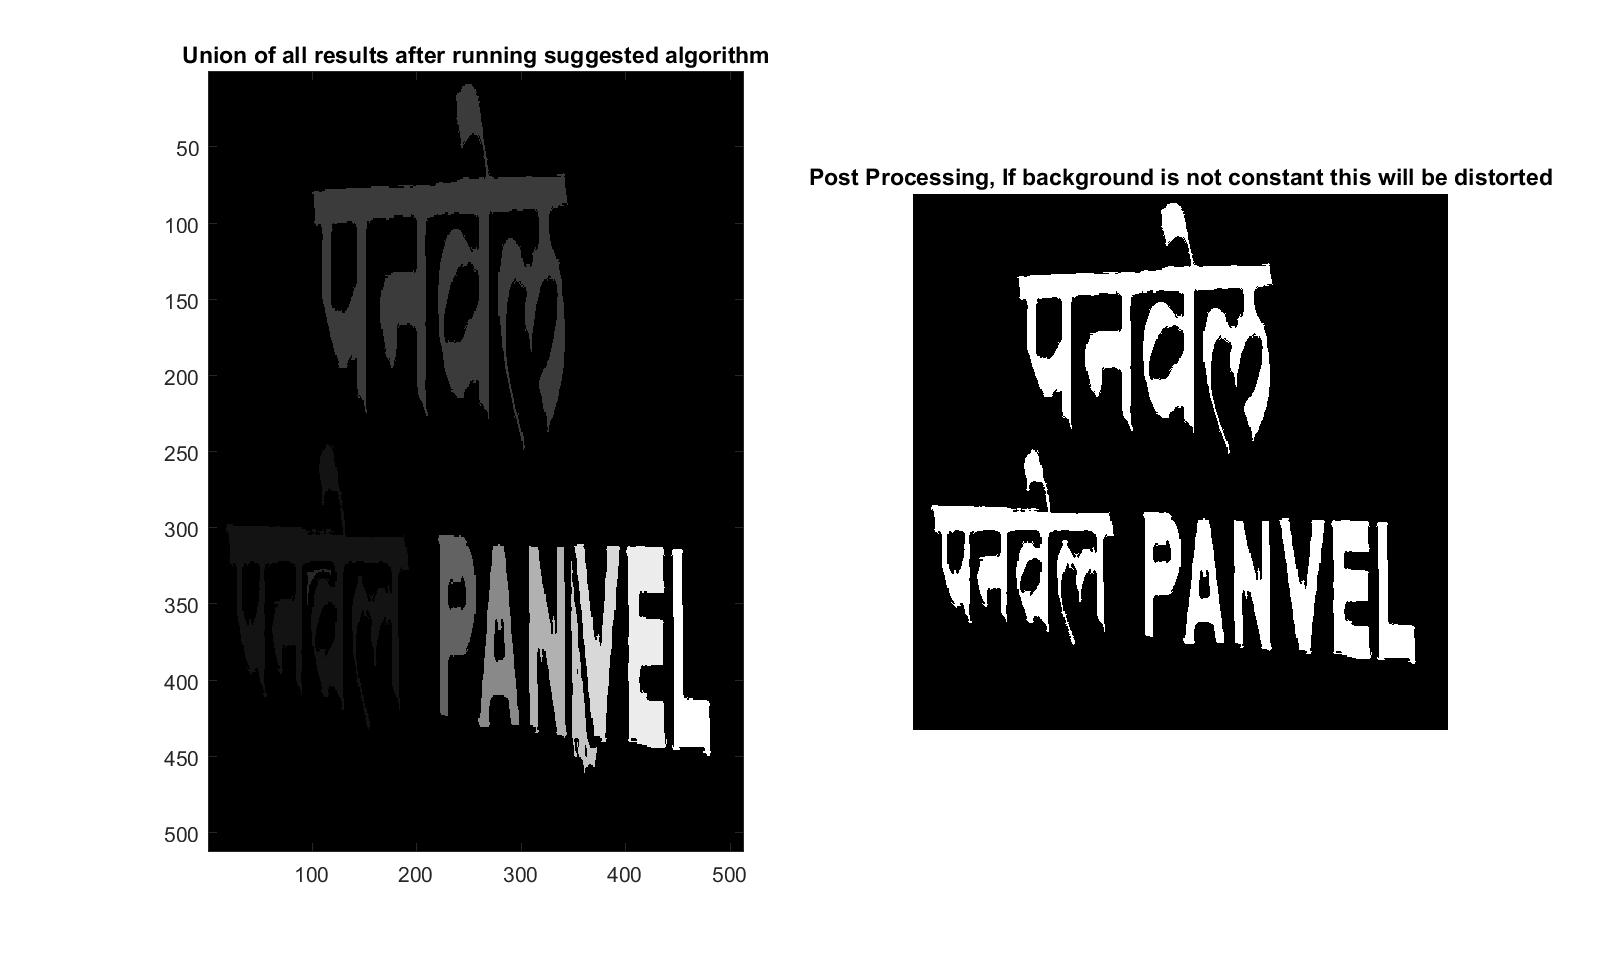 Union of all results after running suggested algorithm
50
100
150
200
250
300
350
400
450
500
100 200 300 400 500
पनवेल
पनवेल PANVEL
Post Processing, If background is not constant this will be distorted
पनवेल
पनवेल PANVEL